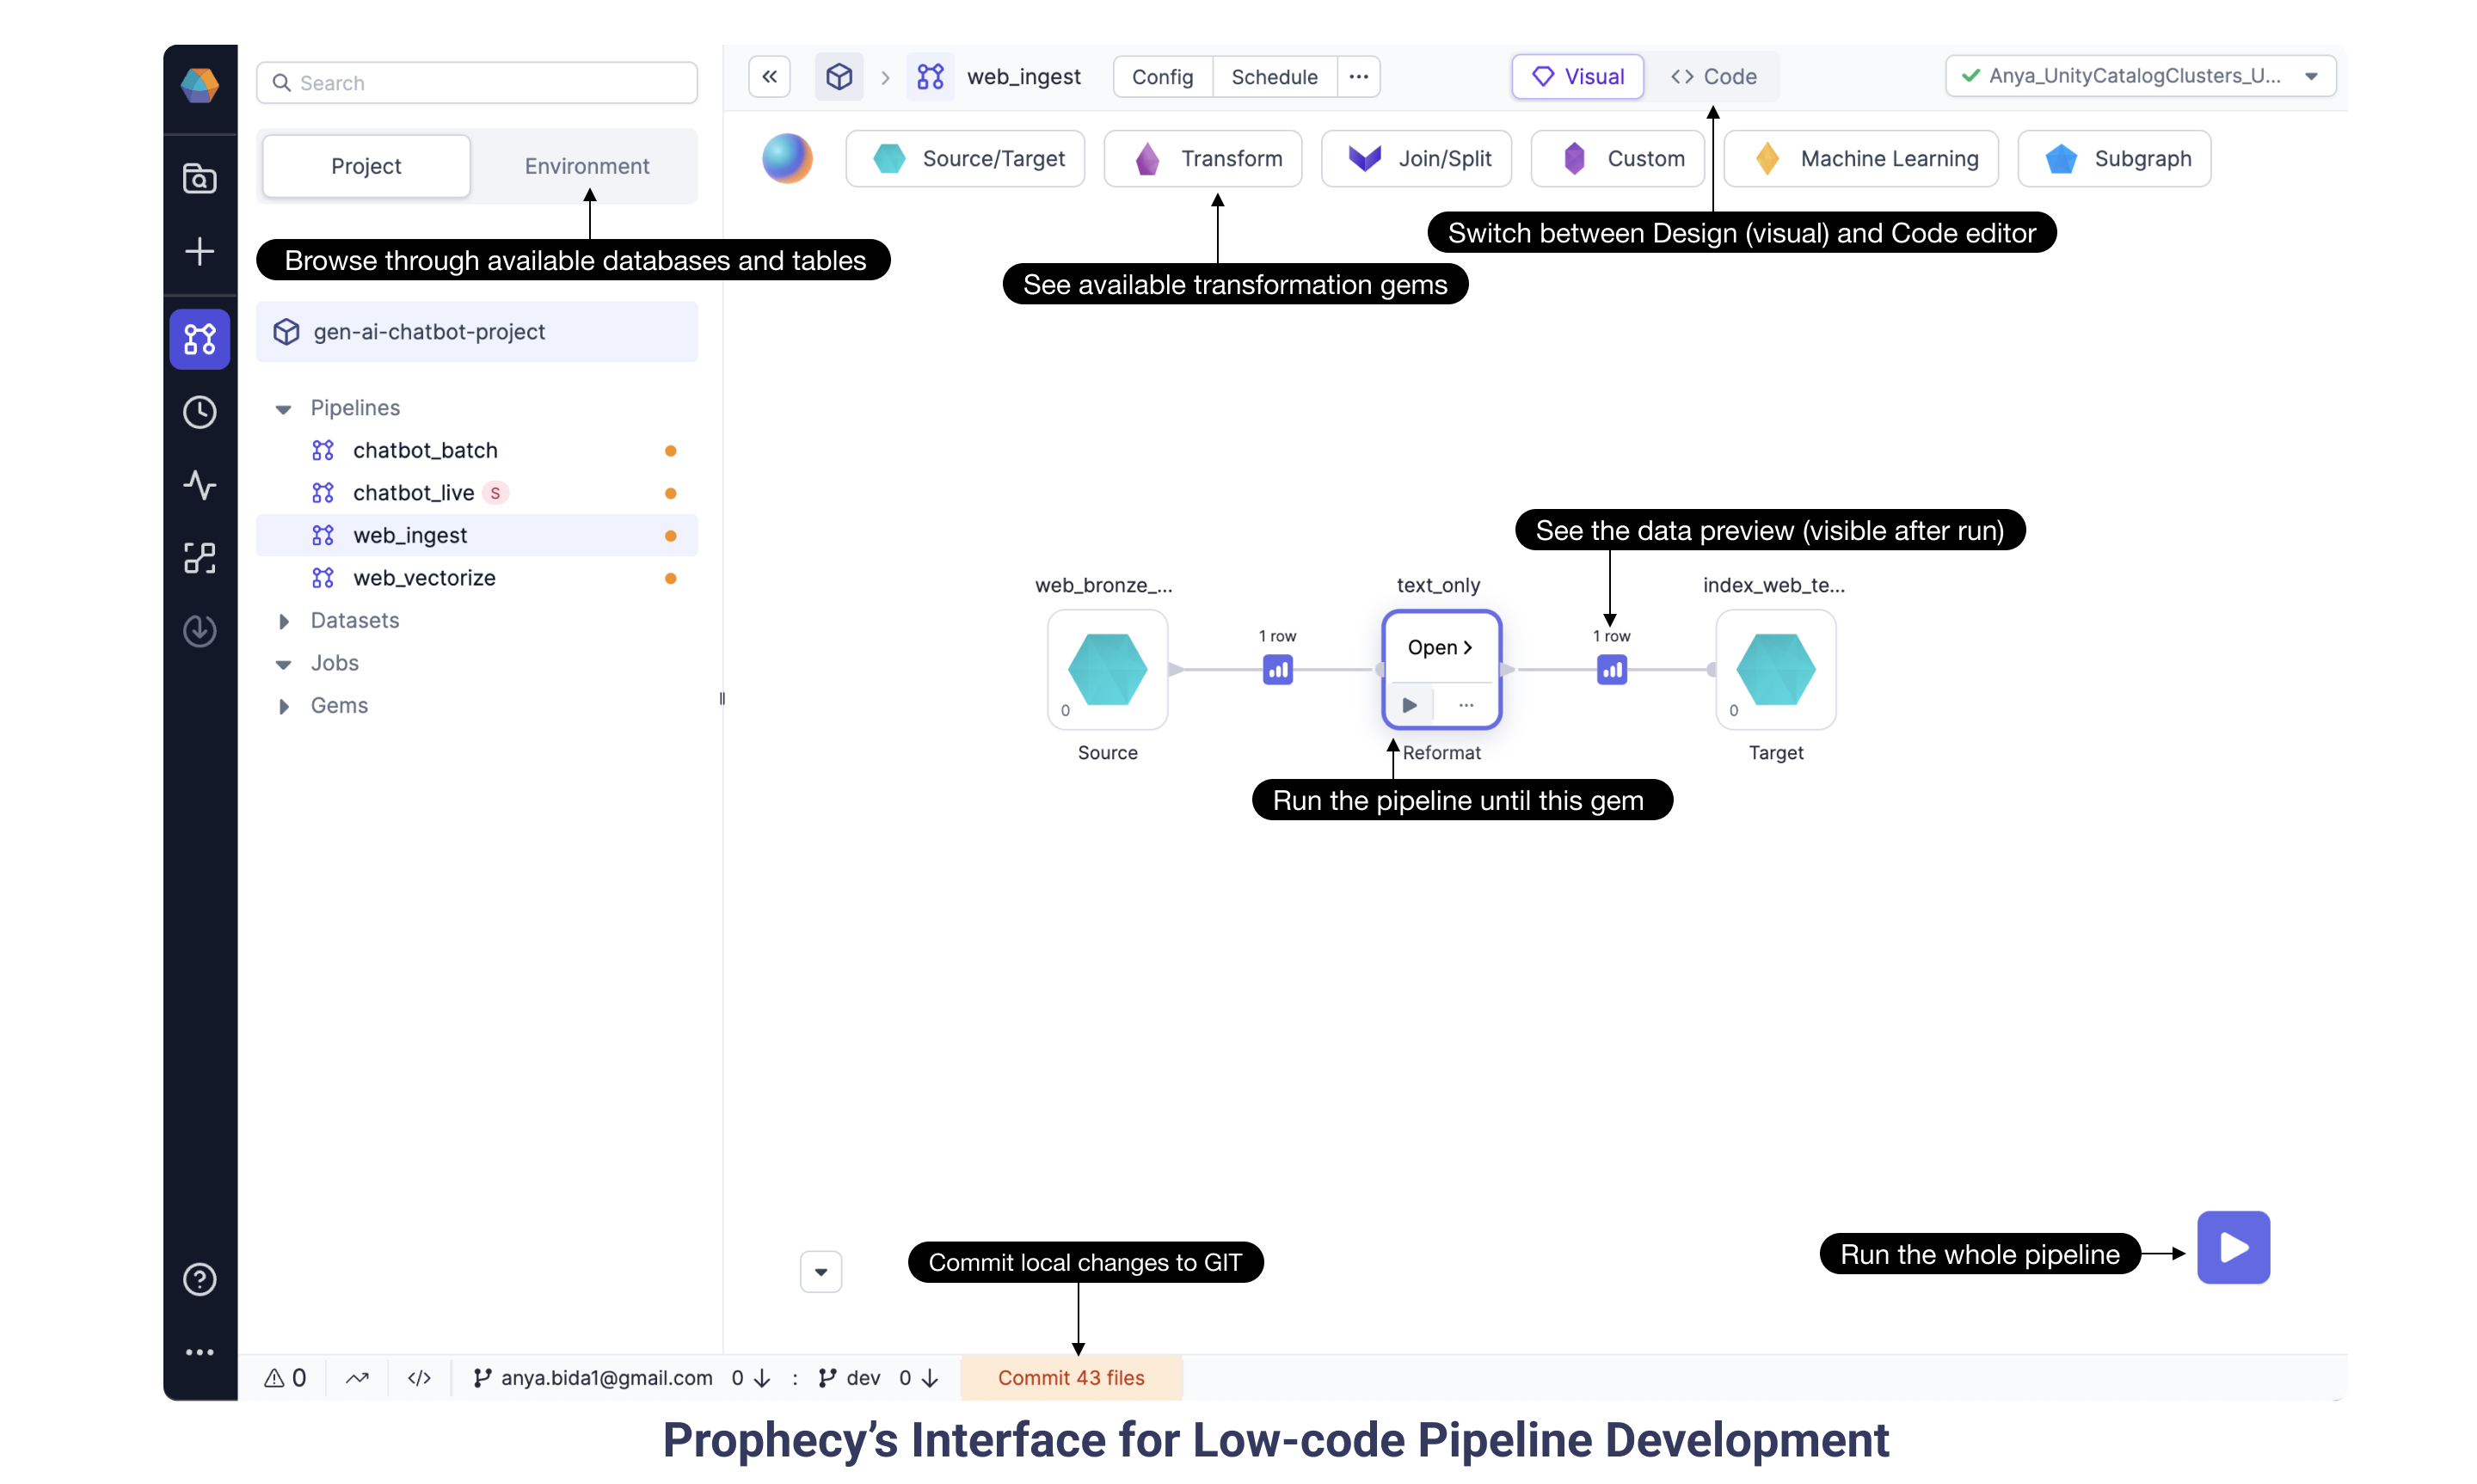 Search
web_ingest
Config
Schedule
Visual
Code
Anya_UnityCatalogClusters_U...
Project
Environment
Source/Target
Transform
Join/Split
Custom
Machine Learning
Subgraph
Browse through available databases and tables
See available transformation gems
Switch between Design (visual) and Code editor
gen-ai-chatbot-project
Pipelines
chatbot_batch
chatbot_live S
web_ingest
web_vectorize
Datasets
Jobs
Gems
See the data preview (visible after run)
web_bronze_...
text_only
index_web_te...
1 row
1 row
Open
0
0
Source
Reformat
Target
Run the pipeline until this gem
Commit local changes to GIT
Run the whole pipeline
0
anya.bida1@gmail.com 0 : dev 0
Commit 43 files
Prophecy’s Interface for Low-code Pipeline Development